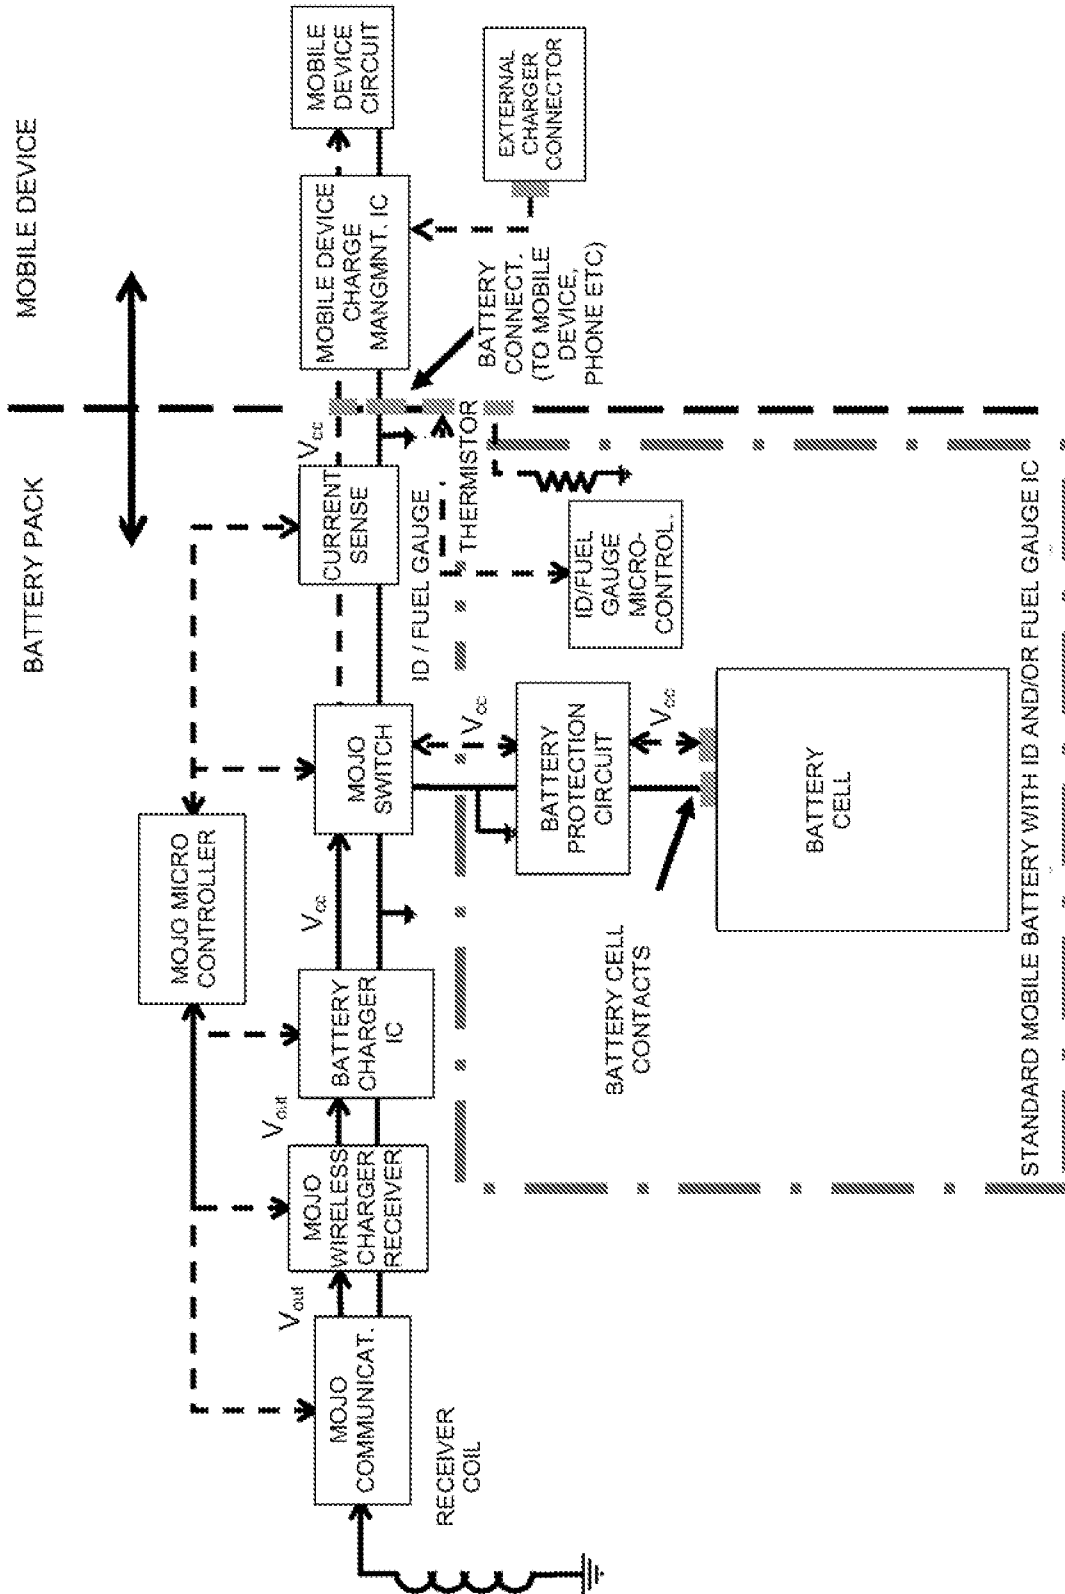 BATTERY PACK
MOBILE DEVICE
MOJO MICRO
CONTROLLER
RECEIVER
COIL
MOJO
COMMUNICAT.
Vout
MOJO
WIRELESS
CHARGER
RECEIVER
Vout
BATTERY
CHARGER
IC
Vcc
MOJO
SWITCH
CURRENT
SENSE
Vcc
MOBILE DEVICE
CHARGE
MANGMNT. IC
MOBILE
DEVICE
CIRCUIT
ID / FUEL GAUGE
THERMISTOR
BATTERY
CONNECT.
(TO MOBILE
DEVICE,
PHONE ETC)
EXTERNAL
CHARGER
CONNECTOR
Vcc
BATTERY
PROTECTION
CIRCUIT
ID/FUEL
GAUGE
MICRO-
CONTROL.
Vcc
BATTERY CELL
CONTACTS
BATTERY
CELL
STANDARD MOBILE BATTERY WITH ID AND/OR FUEL GAUGE IC